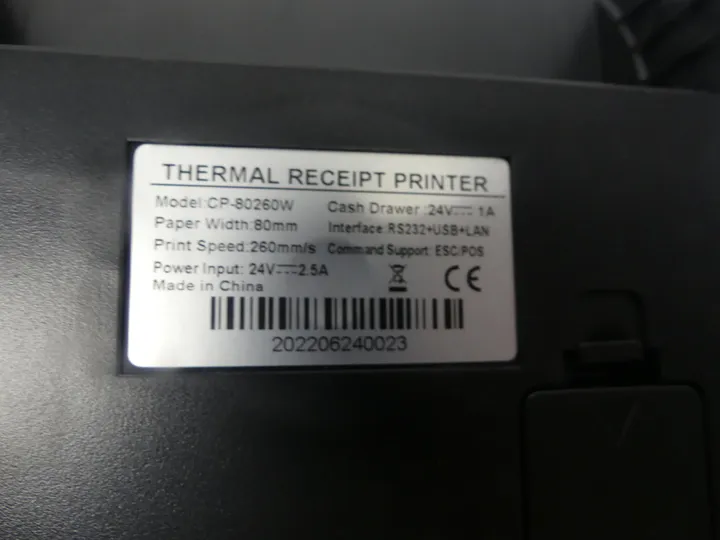 THERMAL RECEIPT PRINTER
Model:CP-80260W Cash Drawer :24V⎓ 1A
Paper Width:80mm Interface:RS232+USB+LAN
Print Speed:260mm/s Command Support: ESC/POS
Power Input: 24V⎓2.5A
Made in China CE
202206240023